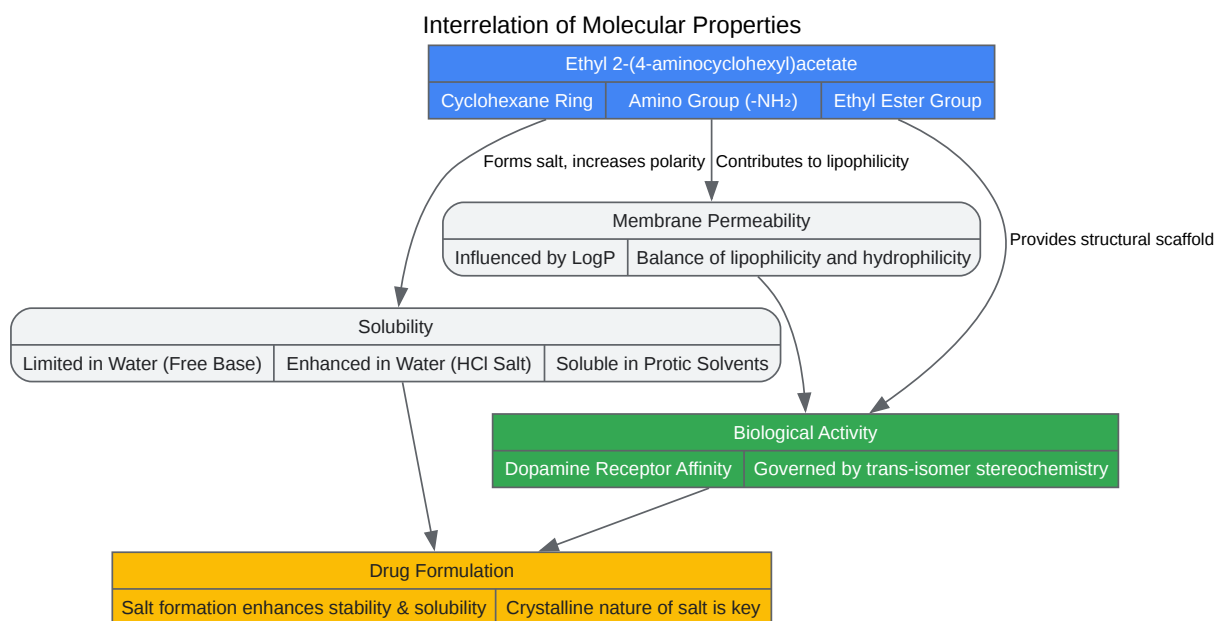 Interrelation of Molecular Properties
Ethyl 2-(4-aminocyclohexyl)acetate
Cyclohexane Ring
Amino Group (-NH₂)
Ethyl Ester Group
Forms salt, increases polarity
Contributes to lipophilicity
Membrane Permeability
Provides structural scaffold
Influenced by LogP
Balance of lipophilicity and hydrophilicity
Solubility
Limited in Water (Free Base)
Enhanced in Water (HCl Salt)
Soluble in Protic Solvents
Biological Activity
Dopamine Receptor Affinity
Governed by trans-isomer stereochemistry
Drug Formulation
Salt formation enhances stability & solubility
Crystalline nature of salt is key